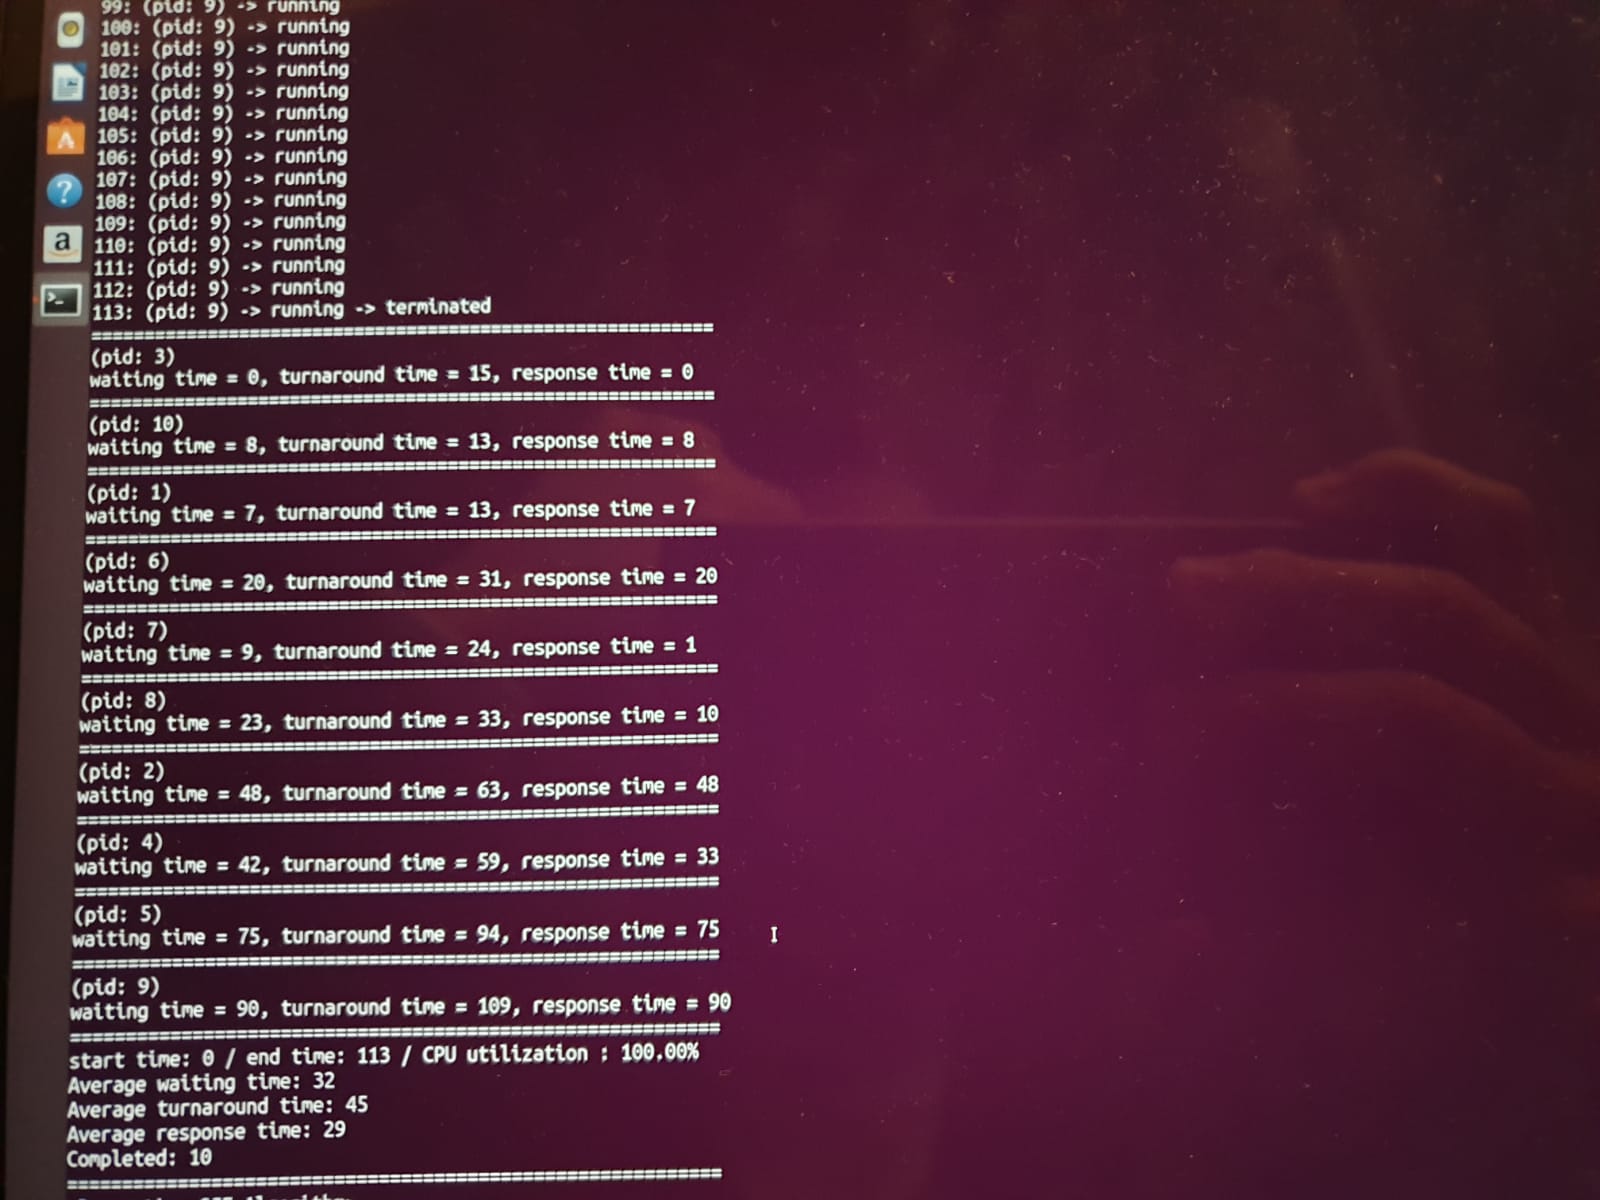 99: (pid: 9) -> running
100: (pid: 9) -> running
101: (pid: 9) -> running
102: (pid: 9) -> running
103: (pid: 9) -> running
104: (pid: 9) -> running
105: (pid: 9) -> running
106: (pid: 9) -> running
107: (pid: 9) -> running
108: (pid: 9) -> running
109: (pid: 9) -> running
110: (pid: 9) -> running
111: (pid: 9) -> running
112: (pid: 9) -> running
113: (pid: 9) -> running -> terminated
(pid: 3)
waiting time = 0, turnaround time = 15, response time = 0
(pid: 10)
waiting time = 8, turnaround time = 13, response time = 8
(pid: 1)
waiting time = 7, turnaround time = 13, response time = 7
(pid: 6)
waiting time = 20, turnaround time = 31, response time = 20
(pid: 7)
waiting time = 9, turnaround time = 24, response time = 1
(pid: 8)
waiting time = 23, turnaround time = 33, response time = 10
(pid: 2)
waiting time = 48, turnaround time = 63, response time = 48
(pid: 4)
waiting time = 42, turnaround time = 59, response time = 33
(pid: 5)
waiting time = 75, turnaround time = 94, response time = 75
(pid: 9)
waiting time = 90, turnaround time = 109, response time = 90
start time: 0 / end time: 113 / CPU utilization : 100.00%
Average waiting time: 32
Average turnaround time: 45
Average response time: 29
Completed: 10